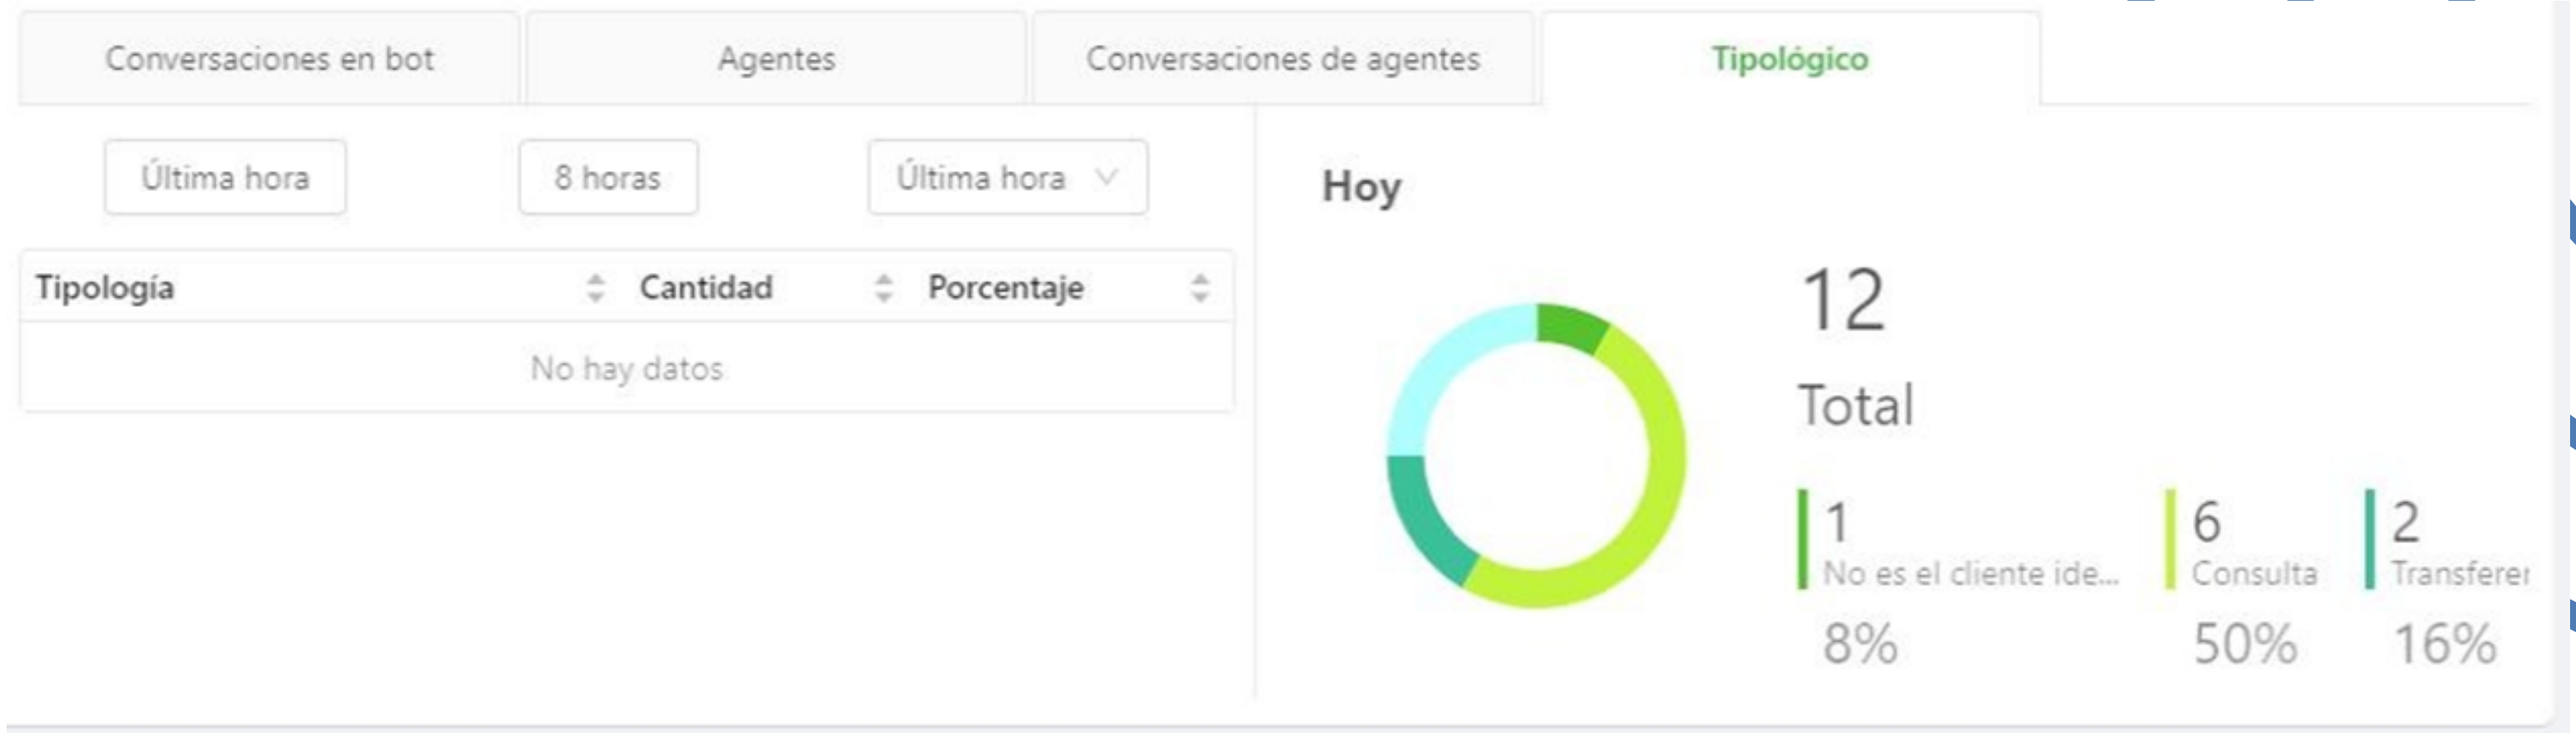 Conversaciones en bot
Agentes
Conversaciones de agentes
Tipológico
Última hora
8 horas
Última hora
Tipología
Cantidad
Porcentaje
No hay datos
Hoy
12
Total
1
No es el cliente ide...
8%
6
Consulta
50%
2
Transferer
16%